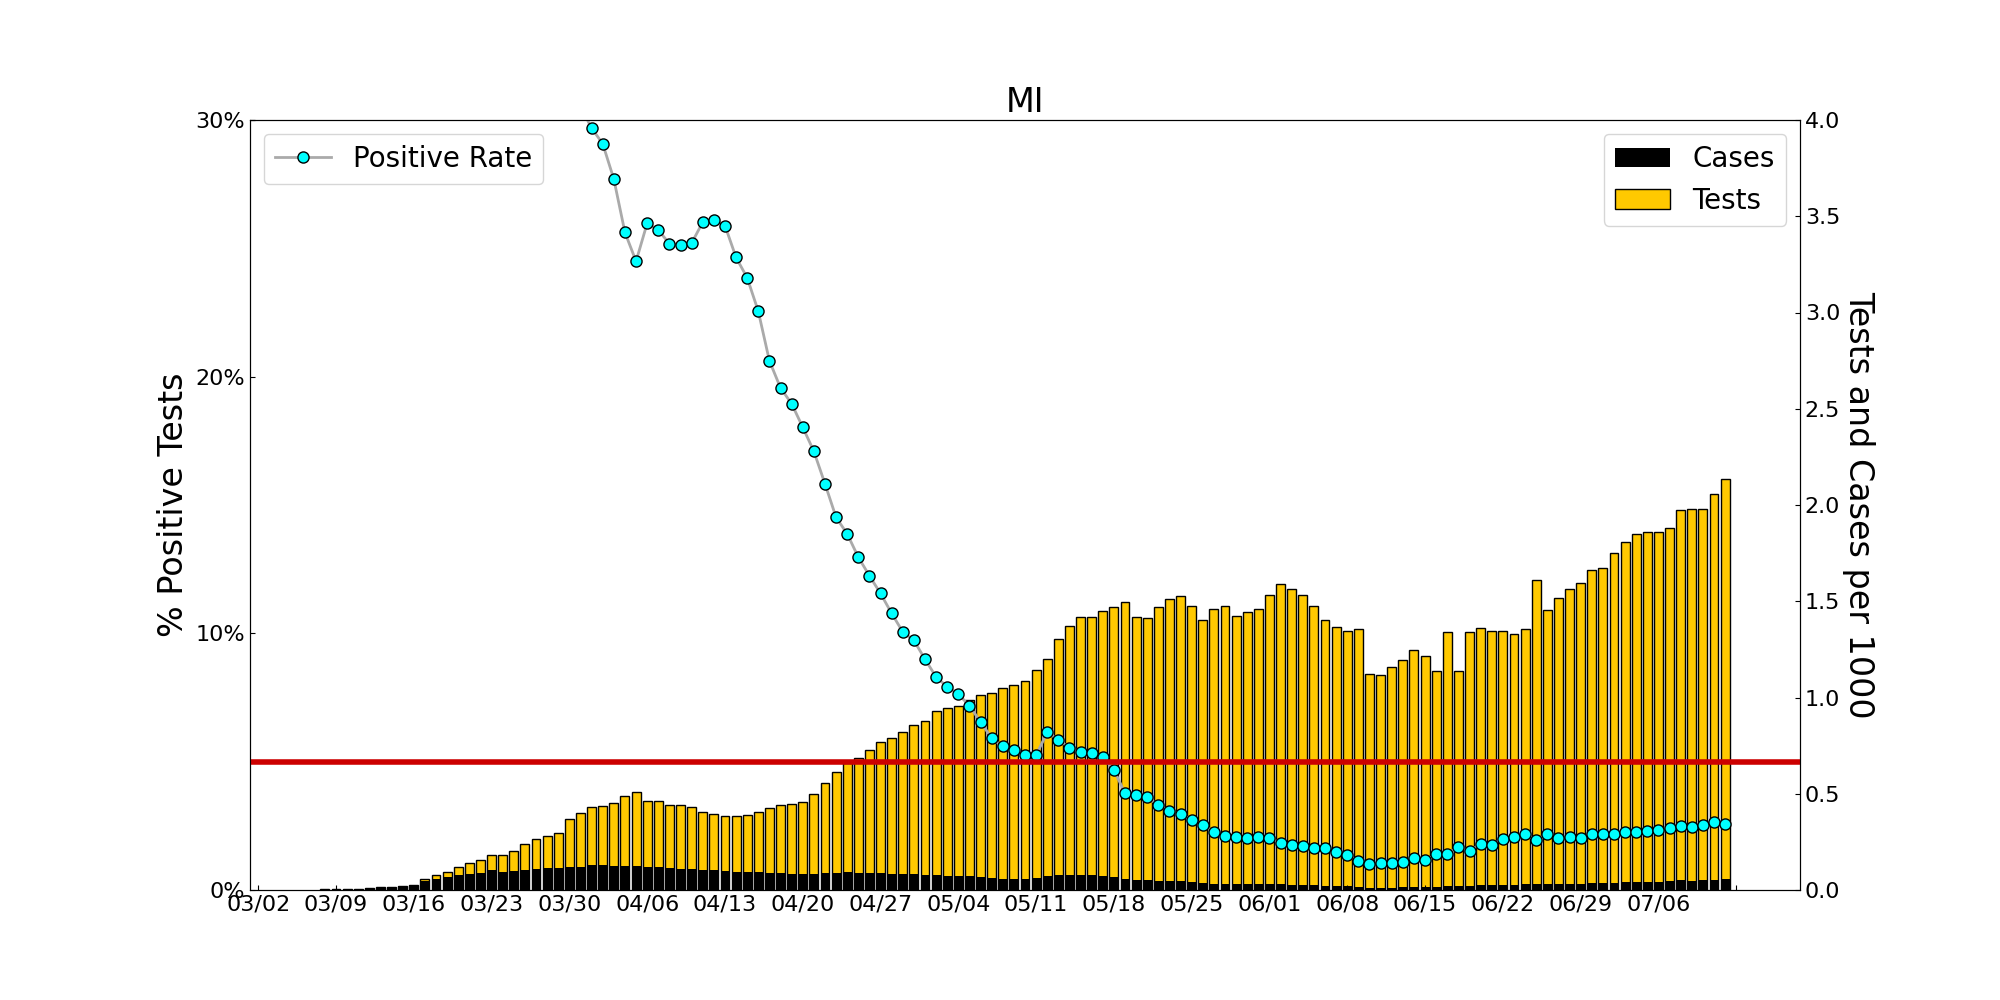 MI
30%
20%
10%
0%
% Positive Tests
Positive Rate
Cases
Tests
4.0
3.5
3.0
2.5
2.0
1.5
1.0
0.5
0.0
Tests and Cases per 1000
03/02 03/09 03/16 03/23 03/30 04/06 04/13 04/20 04/27 05/04 05/11 05/18 05/25 06/01 06/08 06/15 06/22 06/29 07/06